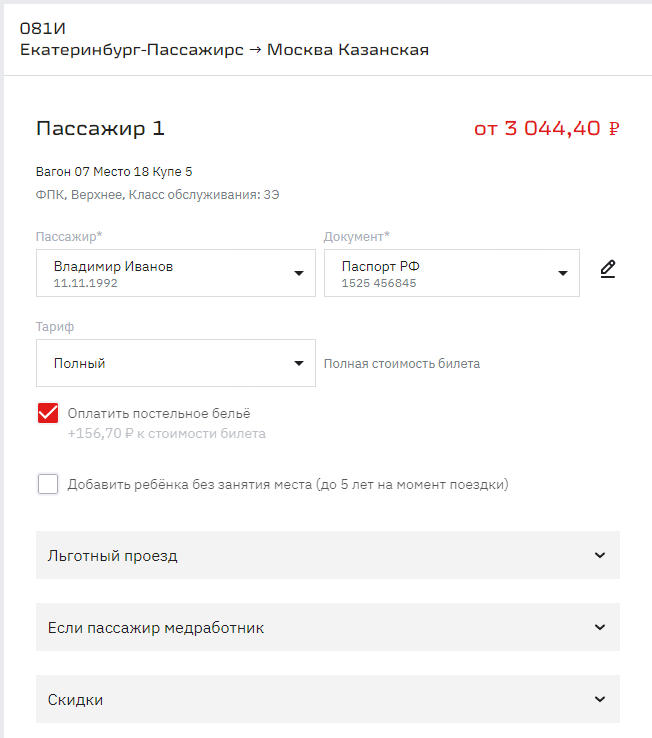 081И
Екатеринбург-Пассажирс → Москва Казанская
Пассажир 1
от 3 044,40 ₽
Вагон 07 Место 18 Купе 5
ФПК, Верхнее, Класс обслуживания: 3Э
Пассажир*
Документ*
Владимир Иванов
11.11.1992
Паспорт РФ
1525 456845
Тариф
Полный
Полная стоимость билета
Оплатить постельное бельё
+156,70 ₽ к стоимости билета
Добавить ребёнка без занятия места (до 5 лет на момент поездки)
Льготный проезд
Если пассажир медработник
Скидки